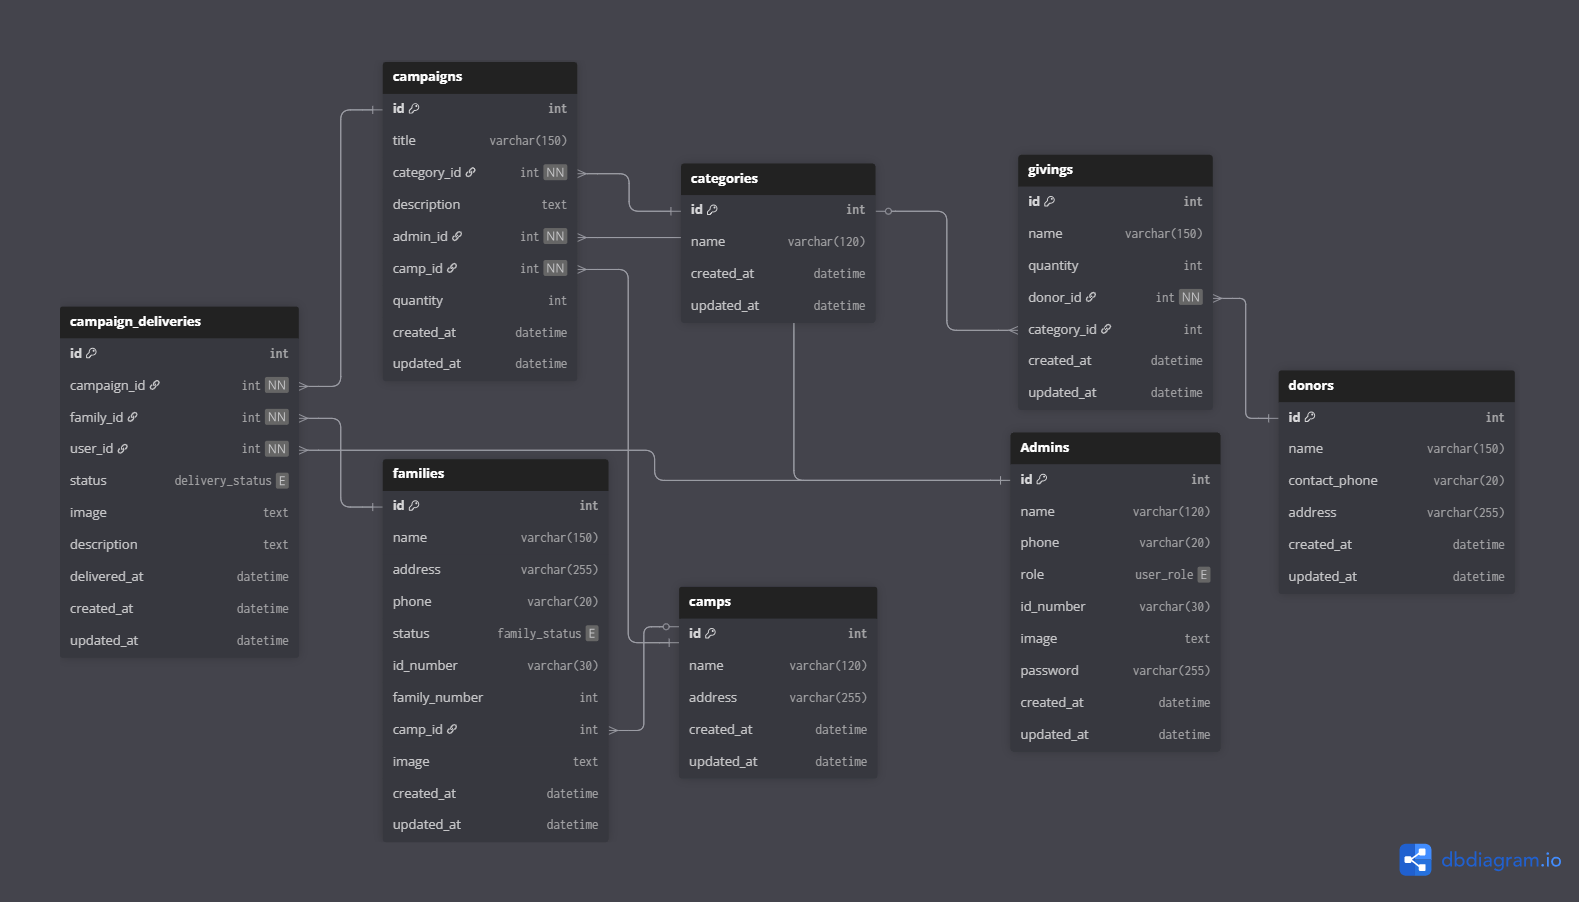 campaigns
id int
title varchar(150)
category_id int NN
description text
admin_id int NN
camp_id int NN
quantity int
created_at datetime
updated_at datetime
categories
id int
name varchar(120)
created_at datetime
updated_at datetime
givings
id int
name varchar(150)
quantity int
donor_id int NN
category_id int
created_at datetime
updated_at datetime
campaign_deliveries
id int
campaign_id int NN
family_id int NN
user_id int NN
status delivery_status E
image text
description text
delivered_at datetime
created_at datetime
updated_at datetime
families
id int
name varchar(150)
address varchar(255)
phone varchar(20)
status family_status E
id_number varchar(30)
family_number int
camp_id int
image text
created_at datetime
updated_at datetime
camps
id int
name varchar(120)
address varchar(255)
created_at datetime
updated_at datetime
Admins
id int
name varchar(120)
phone varchar(20)
role user_role E
id_number varchar(30)
image text
password varchar(255)
created_at datetime
updated_at datetime
donors
id int
name varchar(150)
contact_phone varchar(20)
address varchar(255)
created_at datetime
updated_at datetime
dbdiagram.io